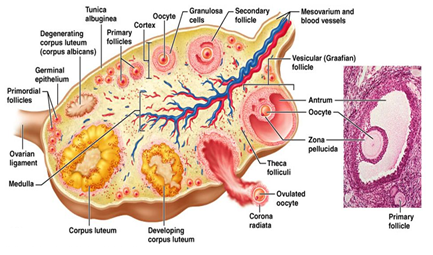 Tunica
albuginea
Degenerating
corpus luteum
(corpus albicans)
Cortex
Primary
follicles
Oocyte
Granulosa
cells
Secondary
follicle
Mesovarium and
blood vessels
Germinal
epithelium
Primordial
follicles
Vesicular (Graafian)
follicle
Antrum
Oocyte
Zona
pellucida
Ovarian
ligament
Medulla
Theca
folliculi
Ovulated
oocyte
Corpus luteum
Developing
corpus luteum
Corona
radiata
Primary
follicle